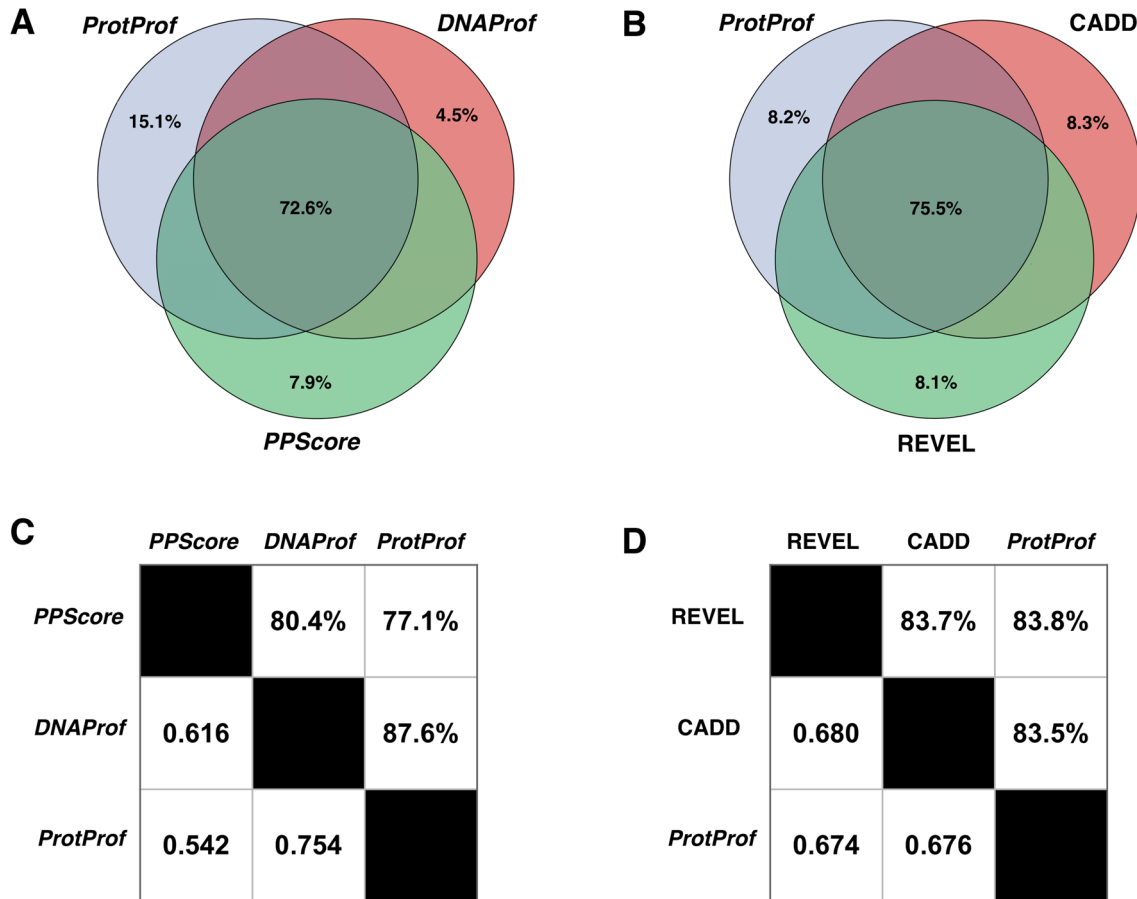 A
ProtProf
DNAProf
15.1%
4.5%
72.6%
7.9%
PPScore
B
ProtProf
CADD
8.2%
8.3%
75.5%
8.1%
REVEL
C
PPScore DNAProf ProtProf
PPScore 80.4% 77.1%
DNAProf 0.616 87.6%
ProtProf 0.542 0.754
D
REVEL CADD ProtProf
REVEL 83.7% 83.8%
CADD 0.680 83.5%
ProtProf 0.674 0.676